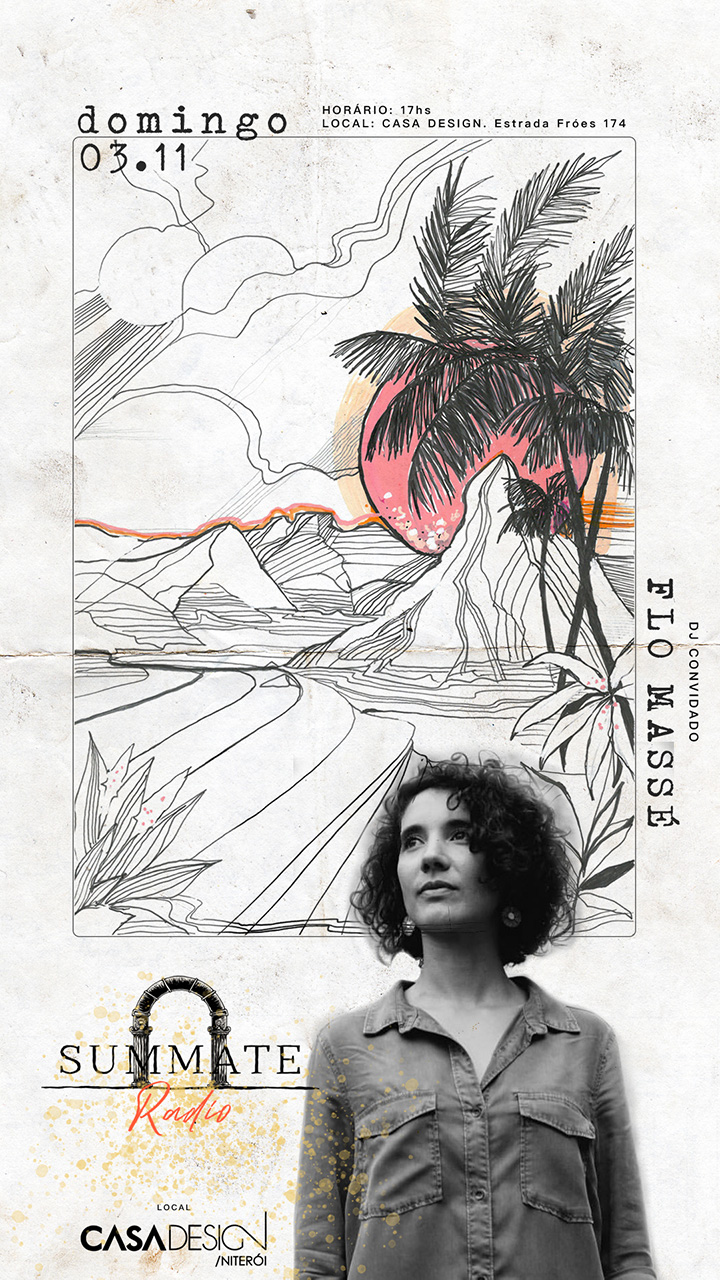 domingo
03.11
HORÁRIO: 17hs
LOCAL: CASA DESIGN. Estrada Fróes 174
DJ CONVIDADO
FLO MASSÉ
SUMMATE
Radio
LOCAL
CASADESIGN
/NITERÓI